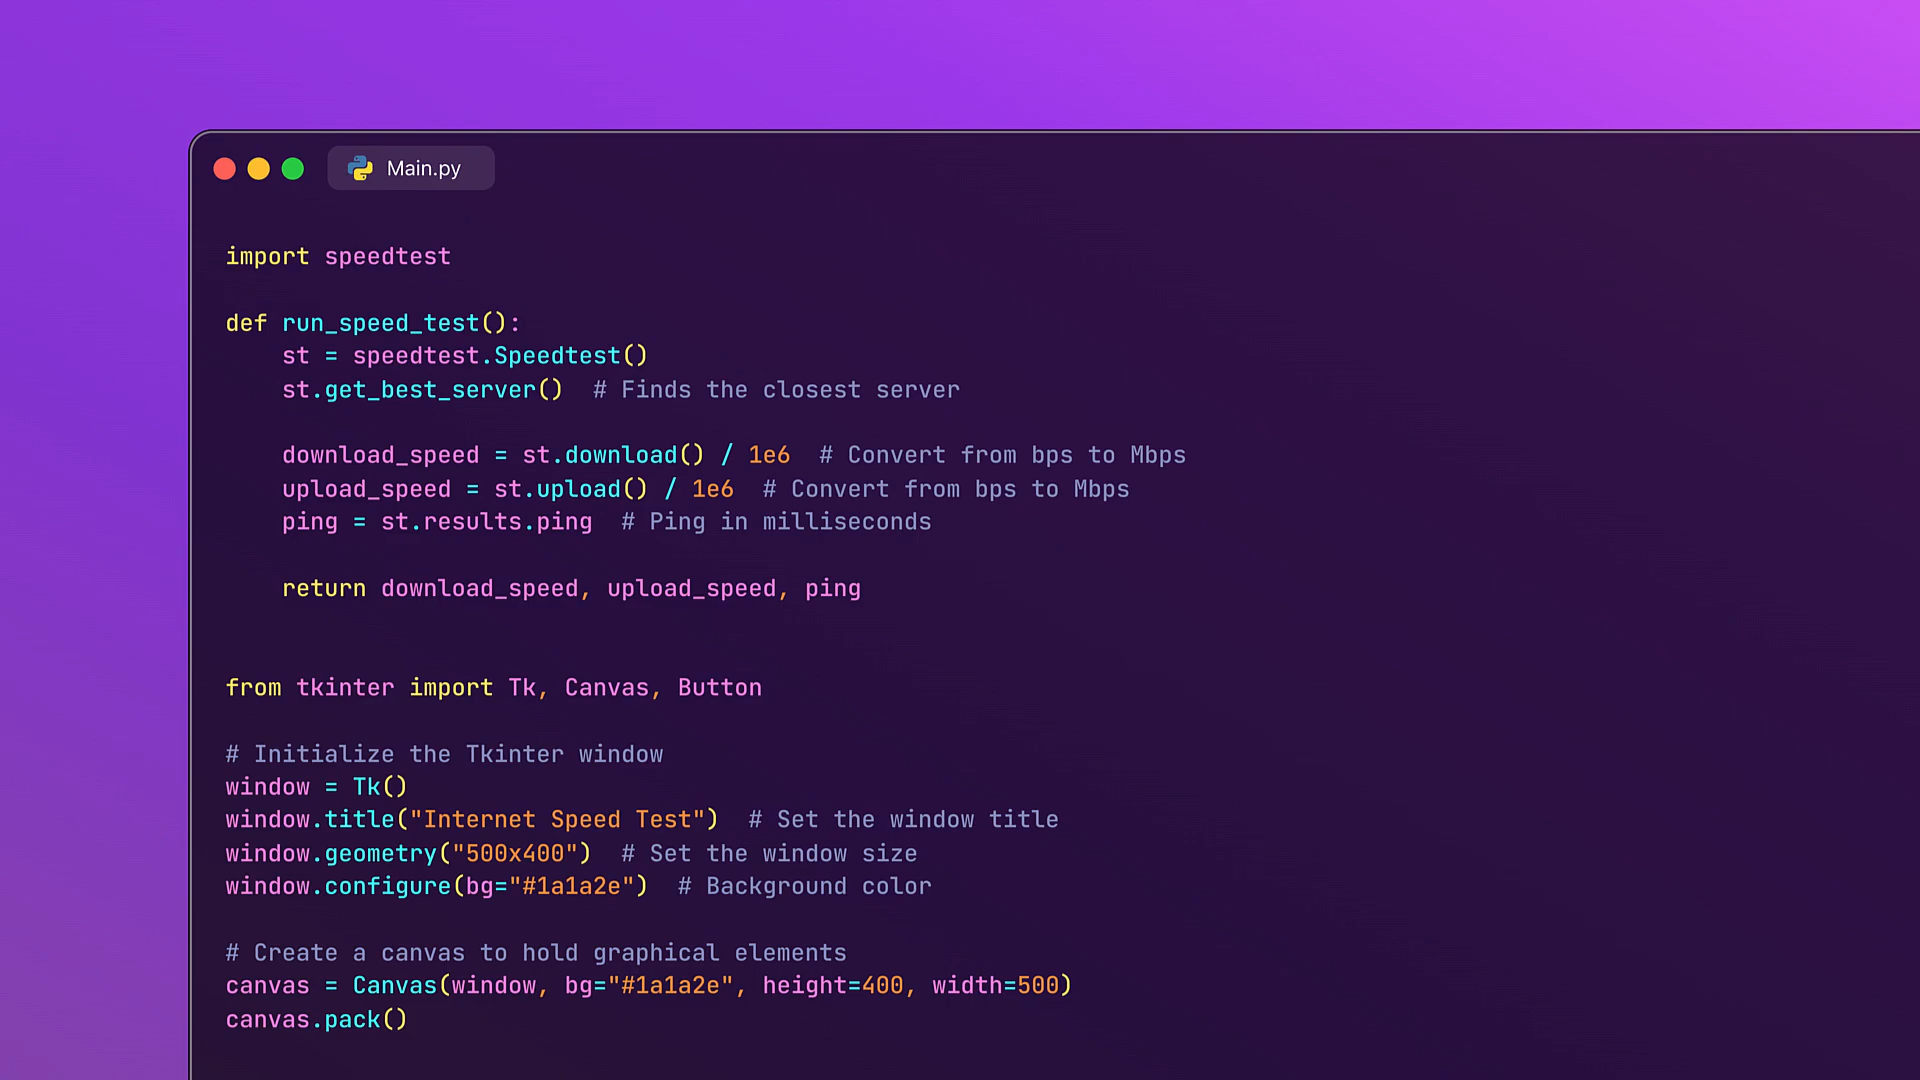 Main.py
import speedtest
def run_speed_test():
    st = speedtest.Speedtest()
    st.get_best_server()  # Finds the closest server
    download_speed = st.download() / 1e6  # Convert from bps to Mbps
    upload_speed = st.upload() / 1e6  # Convert from bps to Mbps
    ping = st.results.ping  # Ping in milliseconds
    return download_speed, upload_speed, ping
from tkinter import Tk, Canvas, Button
# Initialize the Tkinter window
window = Tk()
window.title("Internet Speed Test")  # Set the window title
window.geometry("500x400")  # Set the window size
window.configure(bg="#1a1a2e")  # Background color
# Create a canvas to hold graphical elements
canvas = Canvas(window, bg="#1a1a2e", height=400, width=500)
canvas.pack()